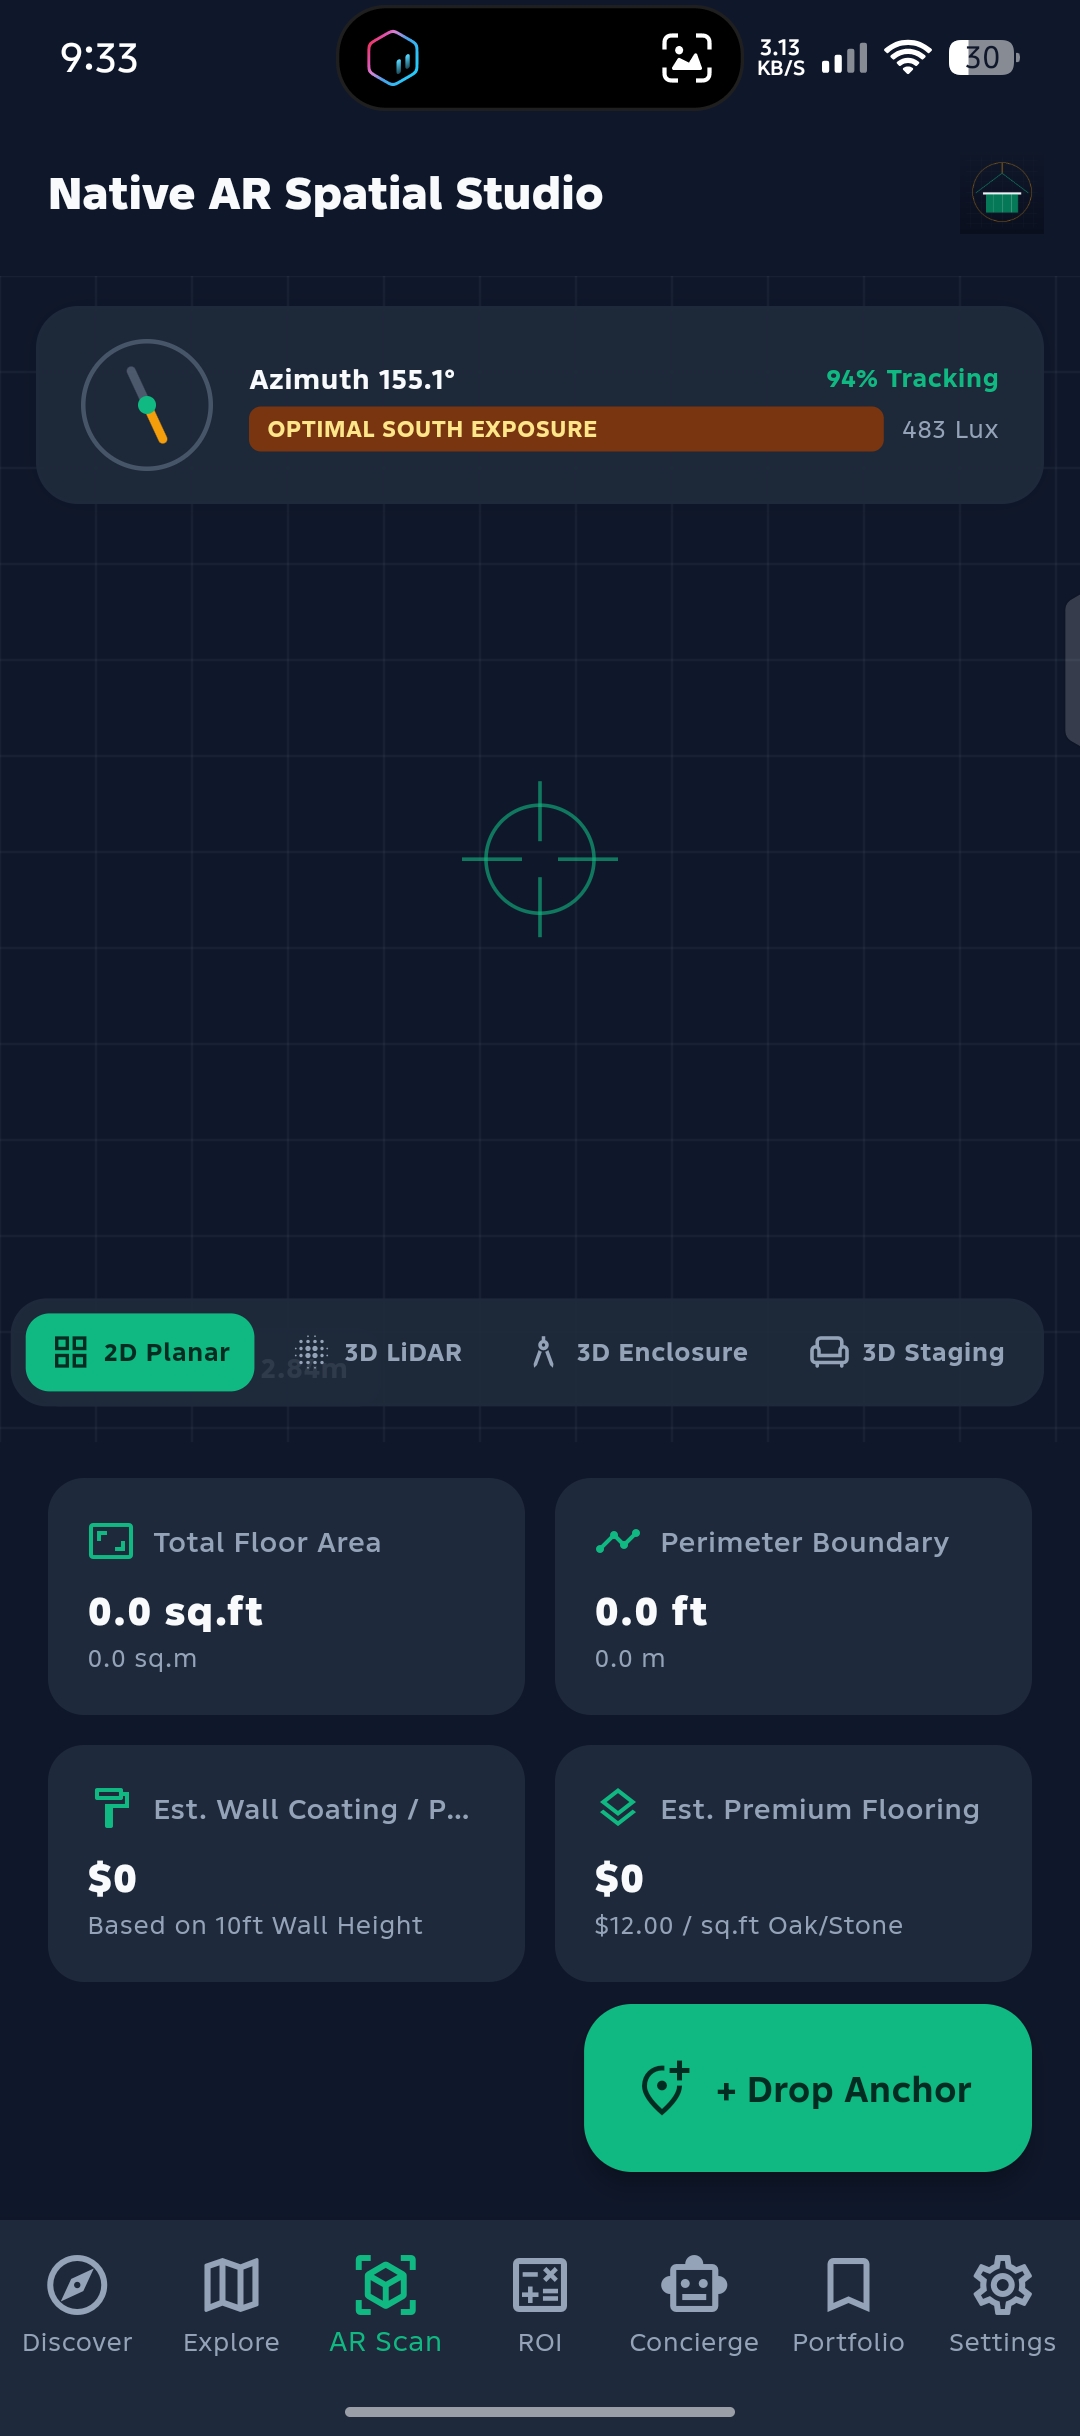 9:33
3.13
KB/S
30
Native AR Spatial Studio
Azimuth 155.1°
94% Tracking
OPTIMAL SOUTH EXPOSURE
483 Lux
2D Planar
3D LiDAR
3D Enclosure
3D Staging
2.84m
Total Floor Area
0.0 sq.ft
0.0 sq.m
Perimeter Boundary
0.0 ft
0.0 m
Est. Wall Coating / P...
$0
Based on 10ft Wall Height
Est. Premium Flooring
$0
$12.00 / sq.ft Oak/Stone
+ Drop Anchor
Discover
Explore
AR Scan
ROI
Concierge
Portfolio
Settings